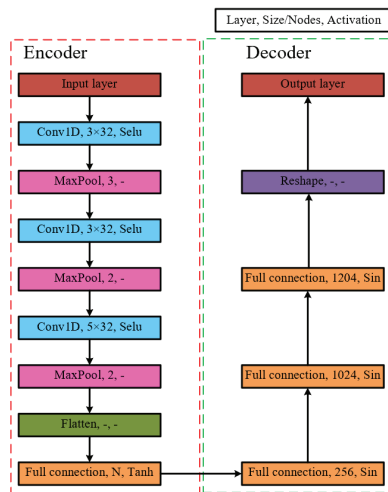 Layer, Size/Nodes, Activation
Encoder
Input layer
Conv1D, 3×32, Selu
MaxPool, 3, -
Conv1D, 3×32, Selu
MaxPool, 2, -
Conv1D, 5×32, Selu
MaxPool, 2, -
Flatten, -, -
Full connection, N, Tanh
Decoder
Output layer
Reshape, -, -
Full connection, 1204, Sin
Full connection, 1024, Sin
Full connection, 256, Sin